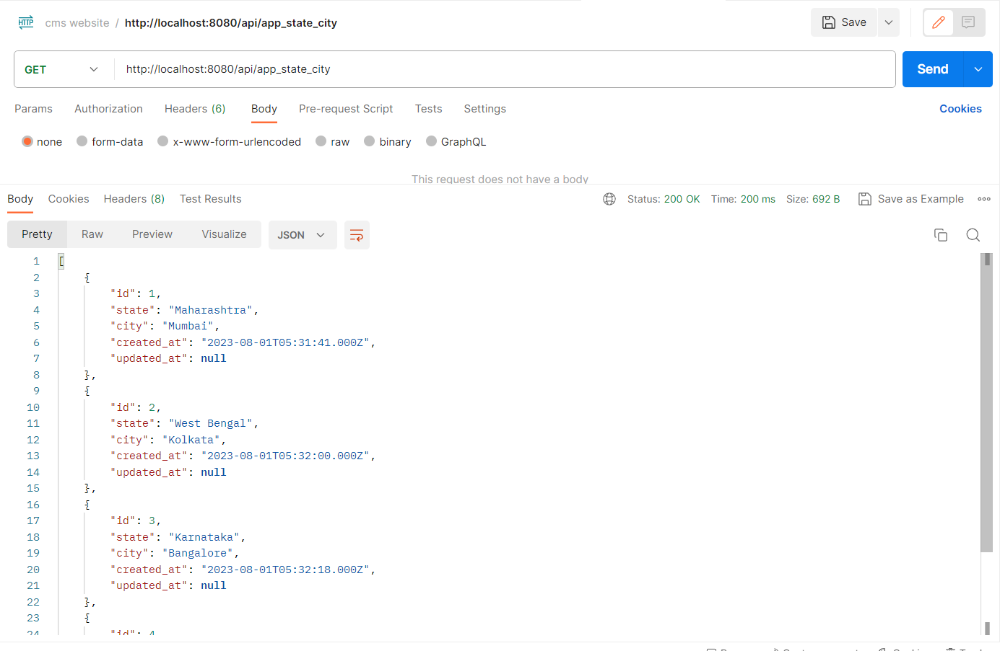 HTTP cms website / http://localhost:8080/api/app_state_city Save
GET http://localhost:8080/api/app_state_city Send
Params Authorization Headers (6) Body Pre-request Script Tests Settings Cookies
none form-data x-www-form-urlencoded raw binary GraphQL
This request does not have a body
Body Cookies Headers (8) Test Results Status: 200 OK Time: 200 ms Size: 692 B Save as Example
Pretty Raw Preview Visualize JSON
1 [
2 {
3 "id": 1,
4 "state": "Maharashtra",
5 "city": "Mumbai",
6 "created_at": "2023-08-01T05:31:41.000Z",
7 "updated_at": null
8 },
9 {
10 "id": 2,
11 "state": "West Bengal",
12 "city": "Kolkata",
13 "created_at": "2023-08-01T05:32:00.000Z",
14 "updated_at": null
15 },
16 {
17 "id": 3,
18 "state": "Karnataka",
19 "city": "Bangalore",
20 "created_at": "2023-08-01T05:32:18.000Z",
21 "updated_at": null
22 },
23 {
24 "id": 4